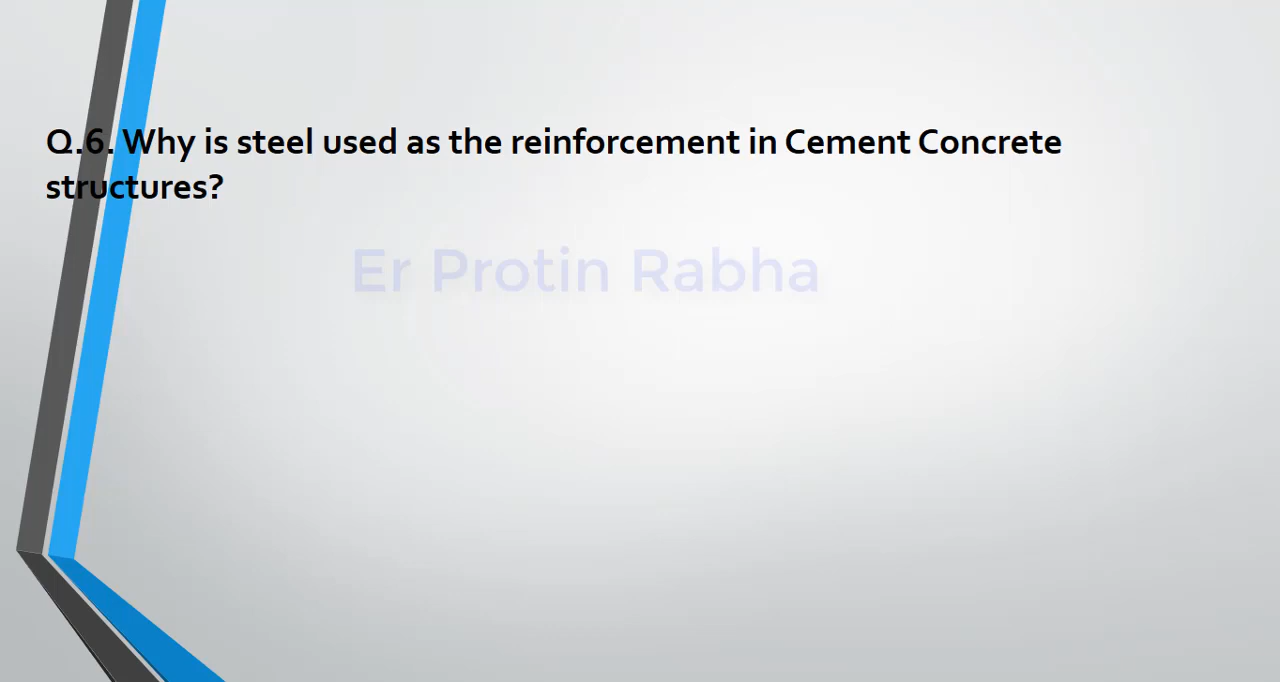 Q.6. Why is steel used as the reinforcement in Cement Concrete
structures?
Er Protin Rabha